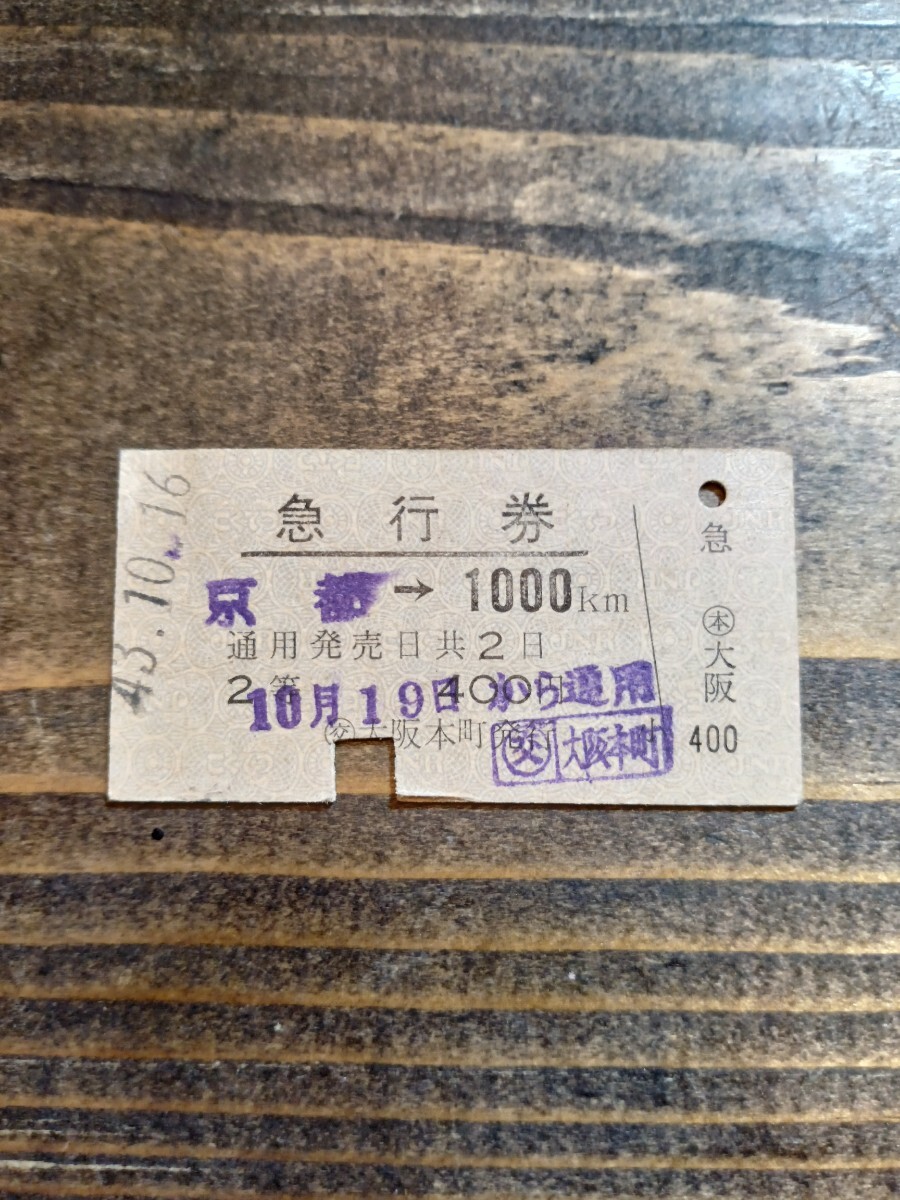 43.10.16
急行券
京都→1000km
通用発売日共2日
2等 400円
10月19日から通用
㊋大阪本町発行
㊋大阪本町
急
㊍大阪
400